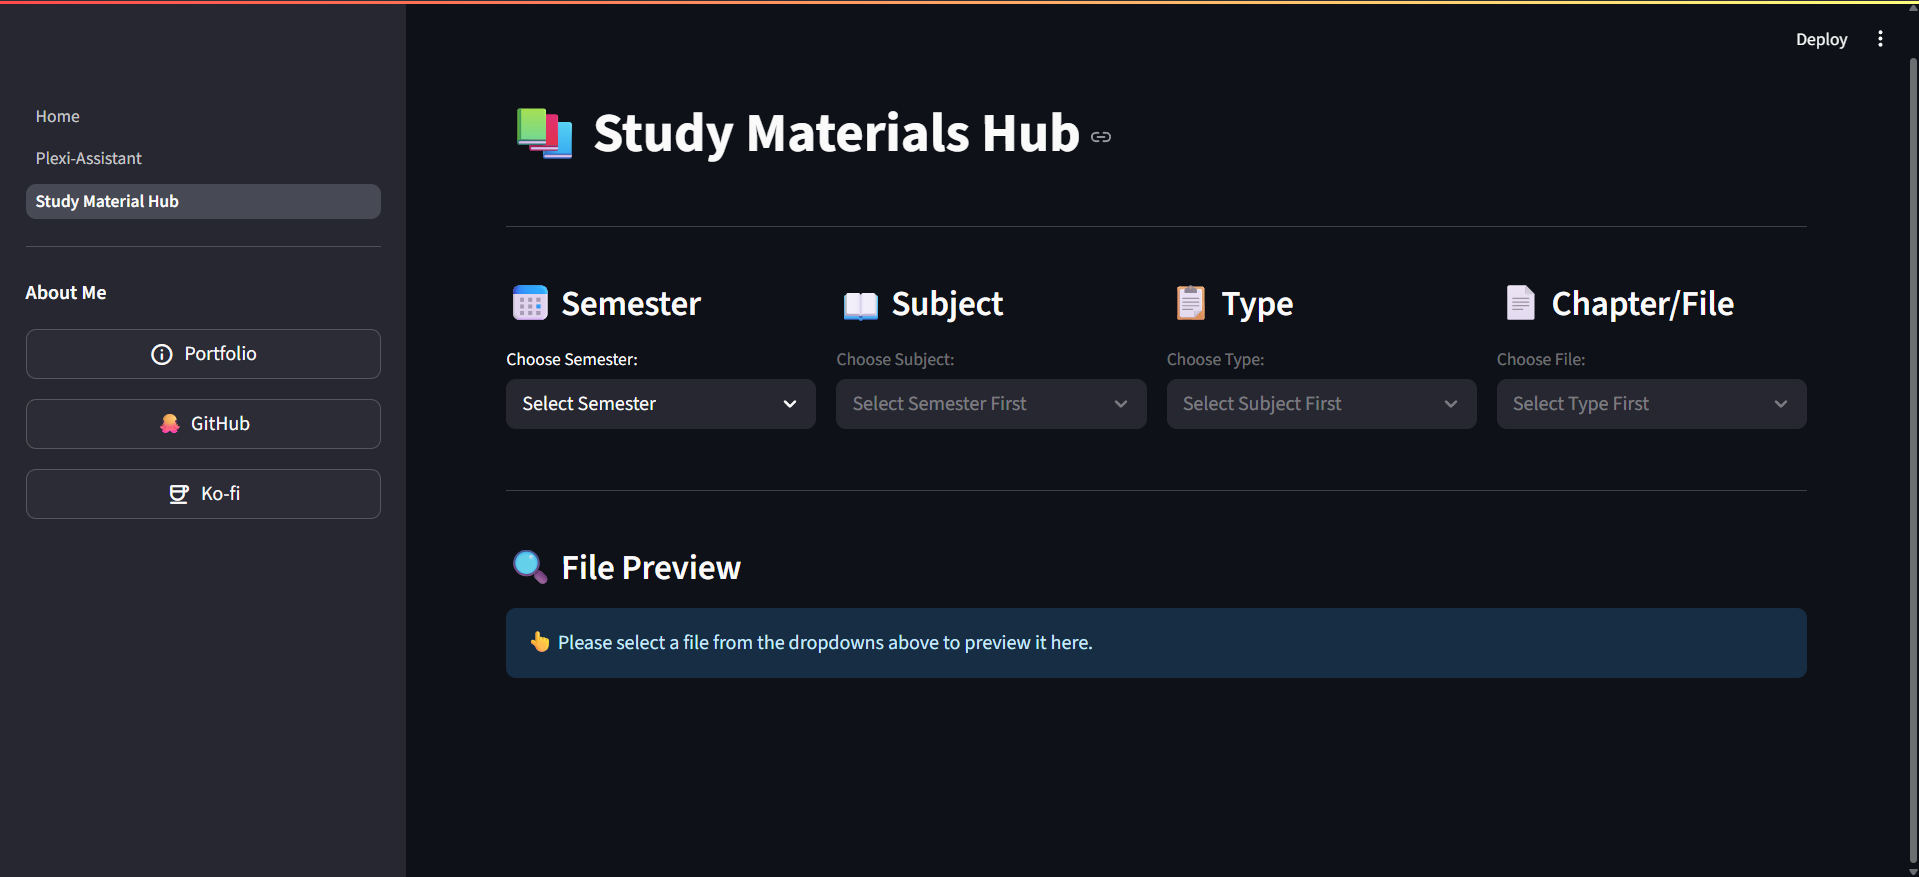 Deploy
Home
Plexi-Assistant
Study Material Hub
About Me
Portfolio
GitHub
Ko-fi
Study Materials Hub
Semester
Choose Semester:
Select Semester
Subject
Choose Subject:
Select Semester First
Type
Choose Type:
Select Subject First
Chapter/File
Choose File:
Select Type First
File Preview
Please select a file from the dropdowns above to preview it here.